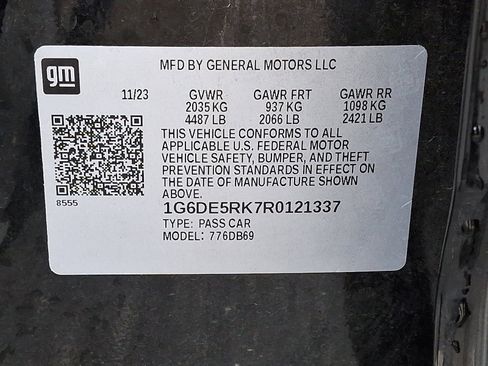 gm
MFD BY GENERAL MOTORS LLC
11/23 GVWR GAWR FRT GAWR RR
2035 KG 937 KG 1098 KG
4487 LB 2066 LB 2421 LB
THIS VEHICLE CONFORMS TO ALL
APPLICABLE U.S. FEDERAL MOTOR
VEHICLE SAFETY, BUMPER, AND THEFT
PREVENTION STANDARDS IN EFFECT ON
THE DATE OF MANUFACTURE SHOWN
ABOVE.
8555
1G6DE5RK7R0121337
TYPE: PASS CAR
MODEL: 776DB69